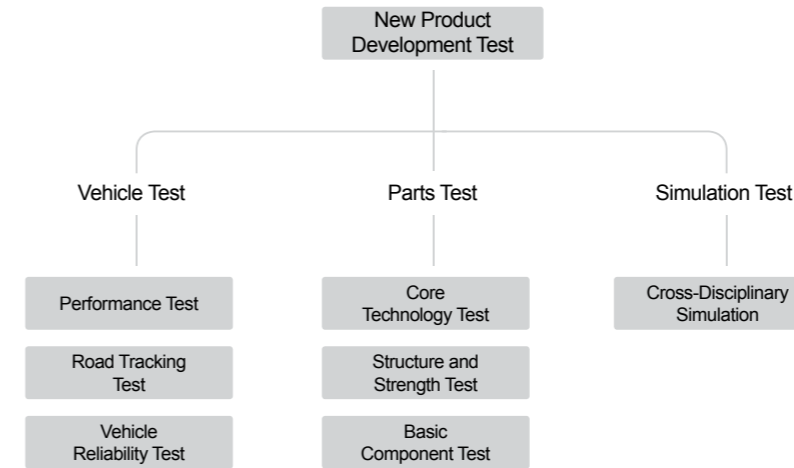 New Product
Development Test
Vehicle Test
Parts Test
Simulation Test
Performance Test
Road Tracking
Test
Vehicle
Reliability Test
Core
Technology Test
Structure and
Strength Test
Basic
Component Test
Cross-Disciplinary
Simulation